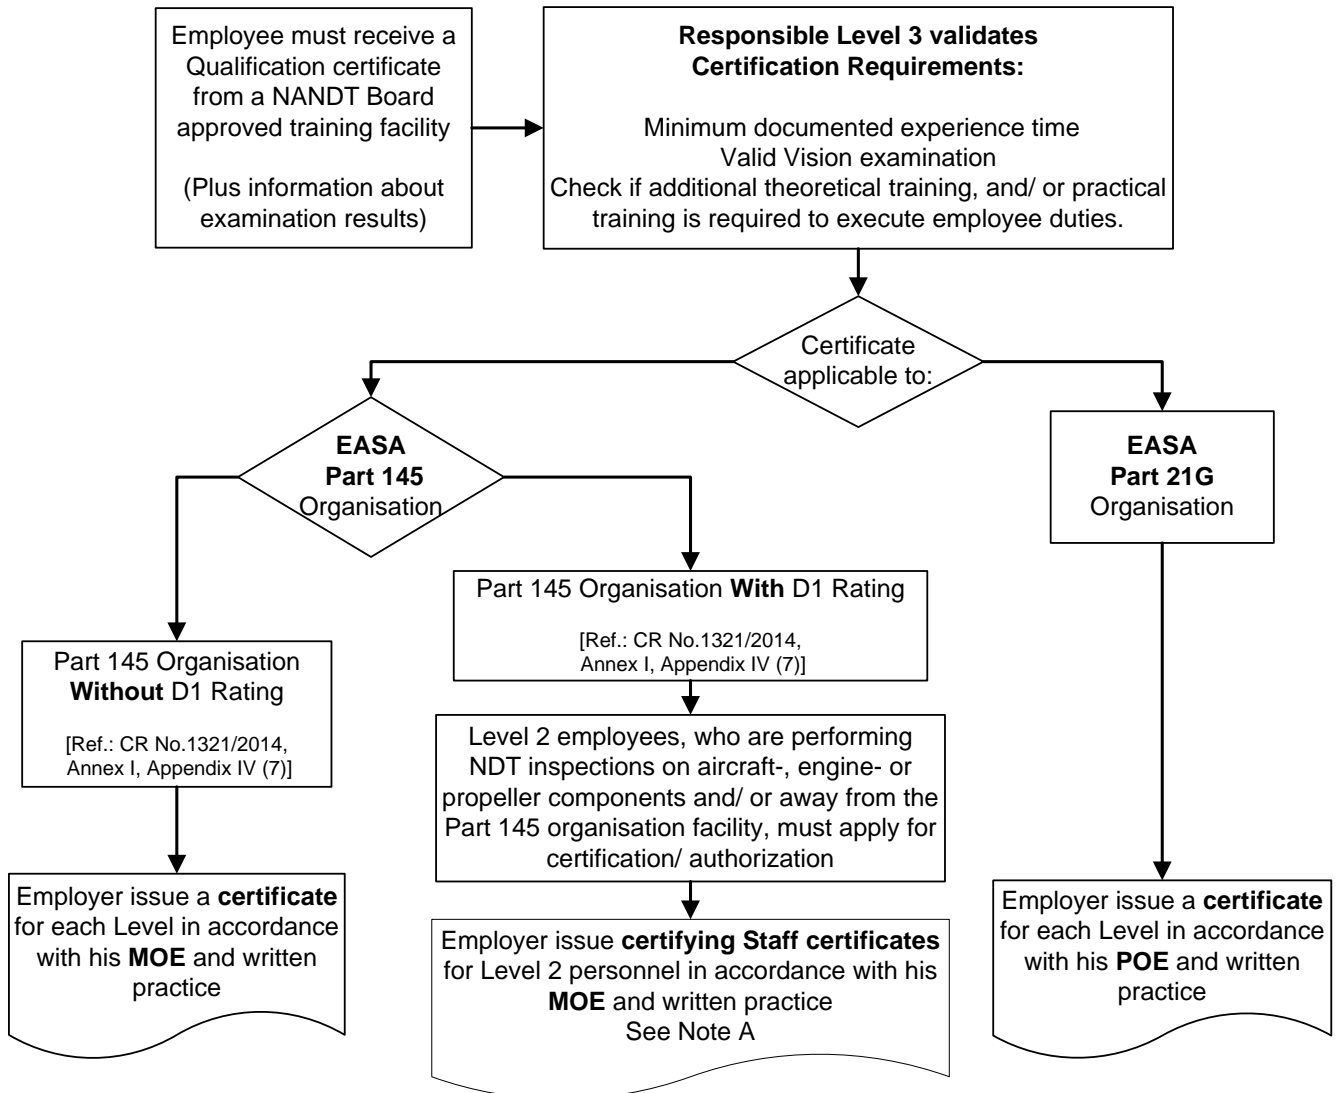 Employee must receive a
Qualification certificate
from a NANDT Board
approved training facility
(Plus information about
examination results)
Responsible Level 3 validates
Certification Requirements:
Minimum documented experience time
Valid Vision examination
Check if additional theoretical training, and/ or practical
training is required to execute employee duties.
Certificate
applicable to:
EASA
Part 145
Organisation
EASA
Part 21G
Organisation
Part 145 Organisation
Without D1 Rating
[Ref.: CR No.1321/2014,
Annex I, Appendix IV (7)]
Part 145 Organisation With D1 Rating
[Ref.: CR No.1321/2014,
Annex I, Appendix IV (7)]
Level 2 employees, who are performing
NDT inspections on aircraft-, engine- or
propeller components and/ or away from the
Part 145 organisation facility, must apply for
certification/ authorization
Employer issue a certificate
for each Level in accordance
with his MOE and written
practice
Employer issue certifying Staff certificates
for Level 2 personnel in accordance with his
MOE and written practice
See Note A
Employer issue a certificate
for each Level in accordance
with his POE and written
practice